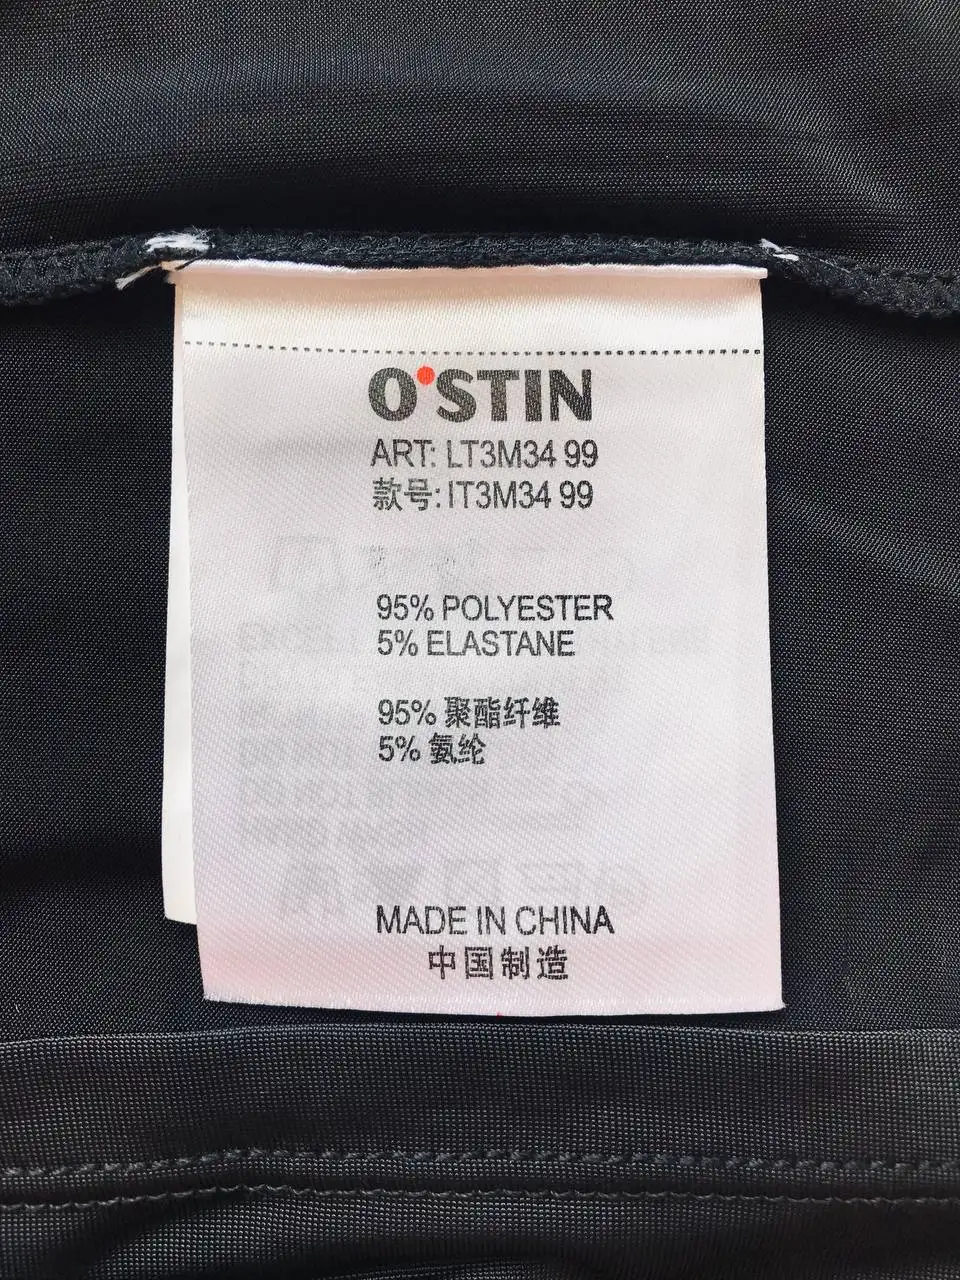 O'STIN
ART: LT3M34 99
款号:IT3M34 99
95% POLYESTER
5% ELASTANE
95% 聚酯纤维
5% 氨纶
MADE IN CHINA
中国制造